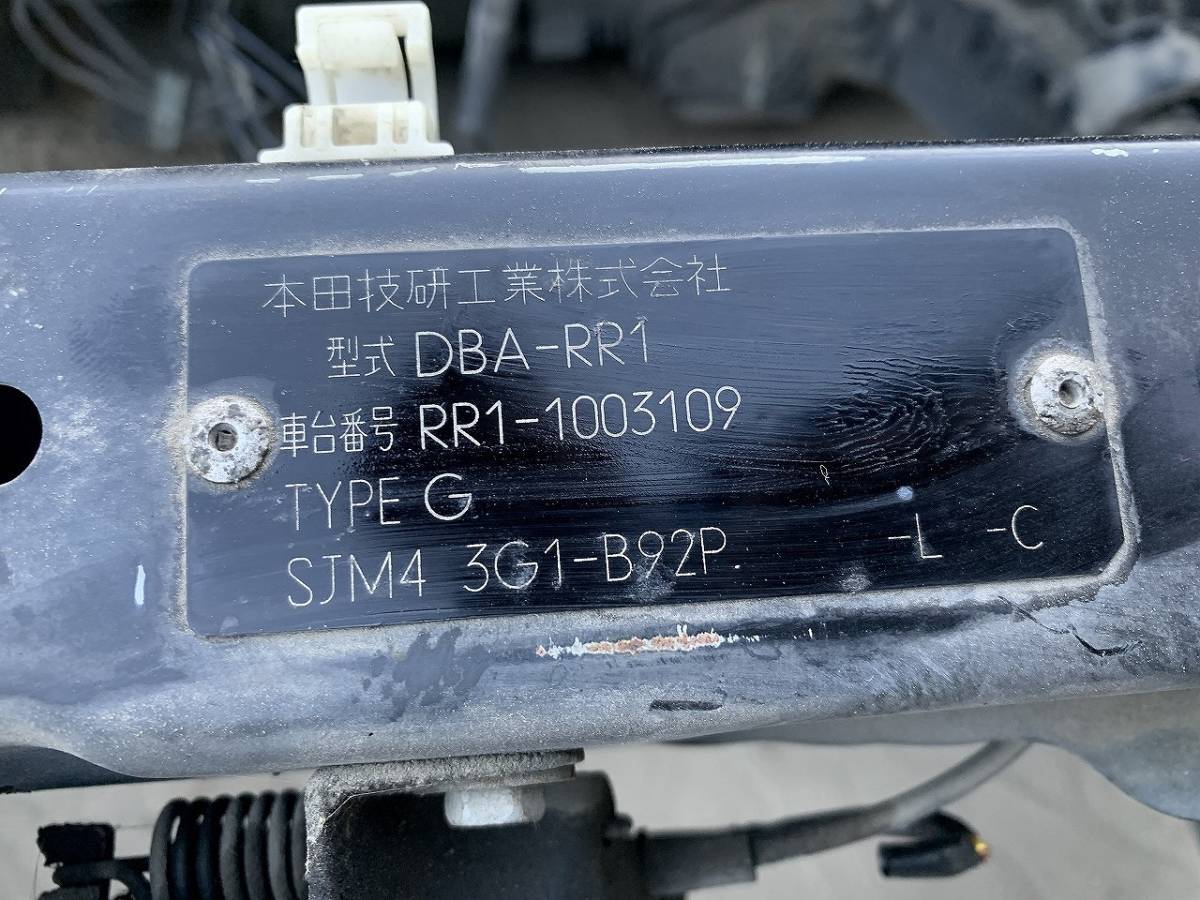 本田技研工業株式会社
型式 DBA-RR1
車台番号 RR1-1003109
TYPE G
SJM4 3G1-B92P -L -C